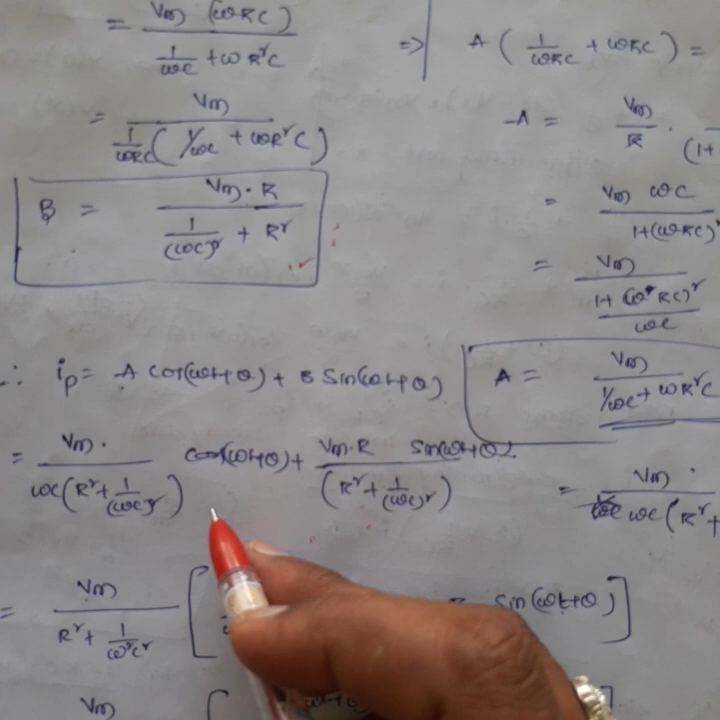 = Vm (ωRC) / (1/ωC + ωR²C)
= Vm / (1/ωRC (1/ωC + ωR²C))
B = Vm·R / (1/(ωC)² + R²)
∴ ip = A cos(ωt+θ) + B Sin(ωt+θ)
= Vm· / (ωC(R² + 1/(ωC)²)) cos(ωt+θ) + Vm·R / (R² + 1/(ωC)²) sin(ωt+θ).
= Vm / (R² + 1/ω²C²) [ sin(ωt+θ) ]
Vm [
=> A (1/ωRC + ωRC) =
A = Vm/R · (1+
= Vm ωC / 1+(ωRC)²
= Vm / (1+(ωRC)² / ωC)
A = Vm / (1/ωC + ωR²C
= Vm· / ωC (R² +